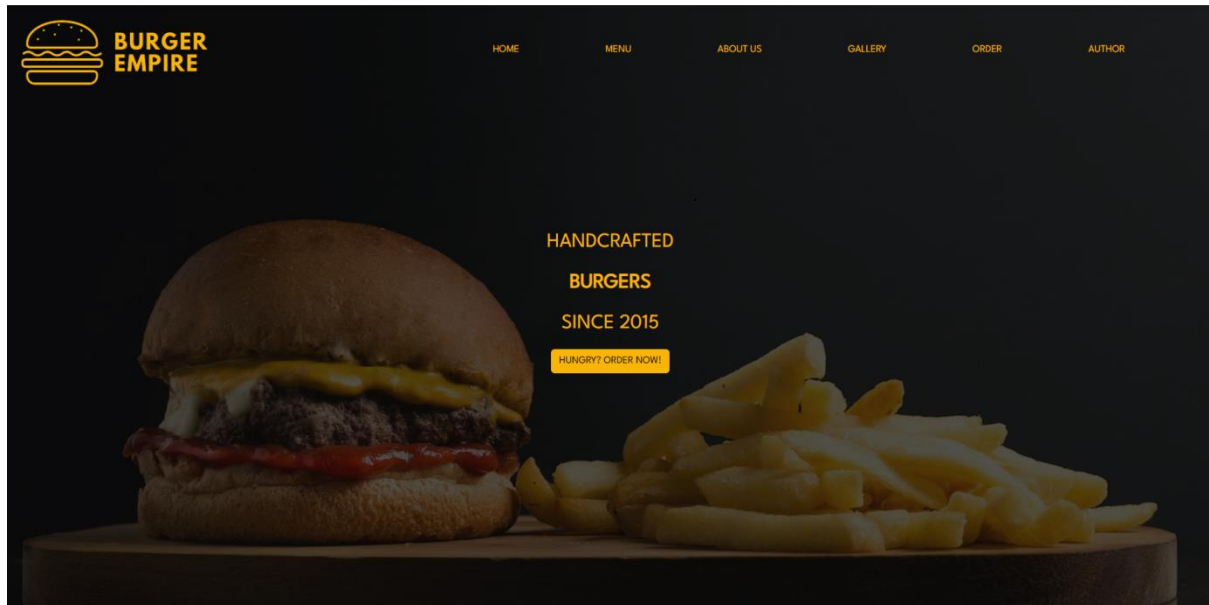 BURGER
EMPIRE
HOME MENU ABOUT US GALLERY ORDER AUTHOR
HANDCRAFTED
BURGERS
SINCE 2015
HUNGRY? ORDER NOW!